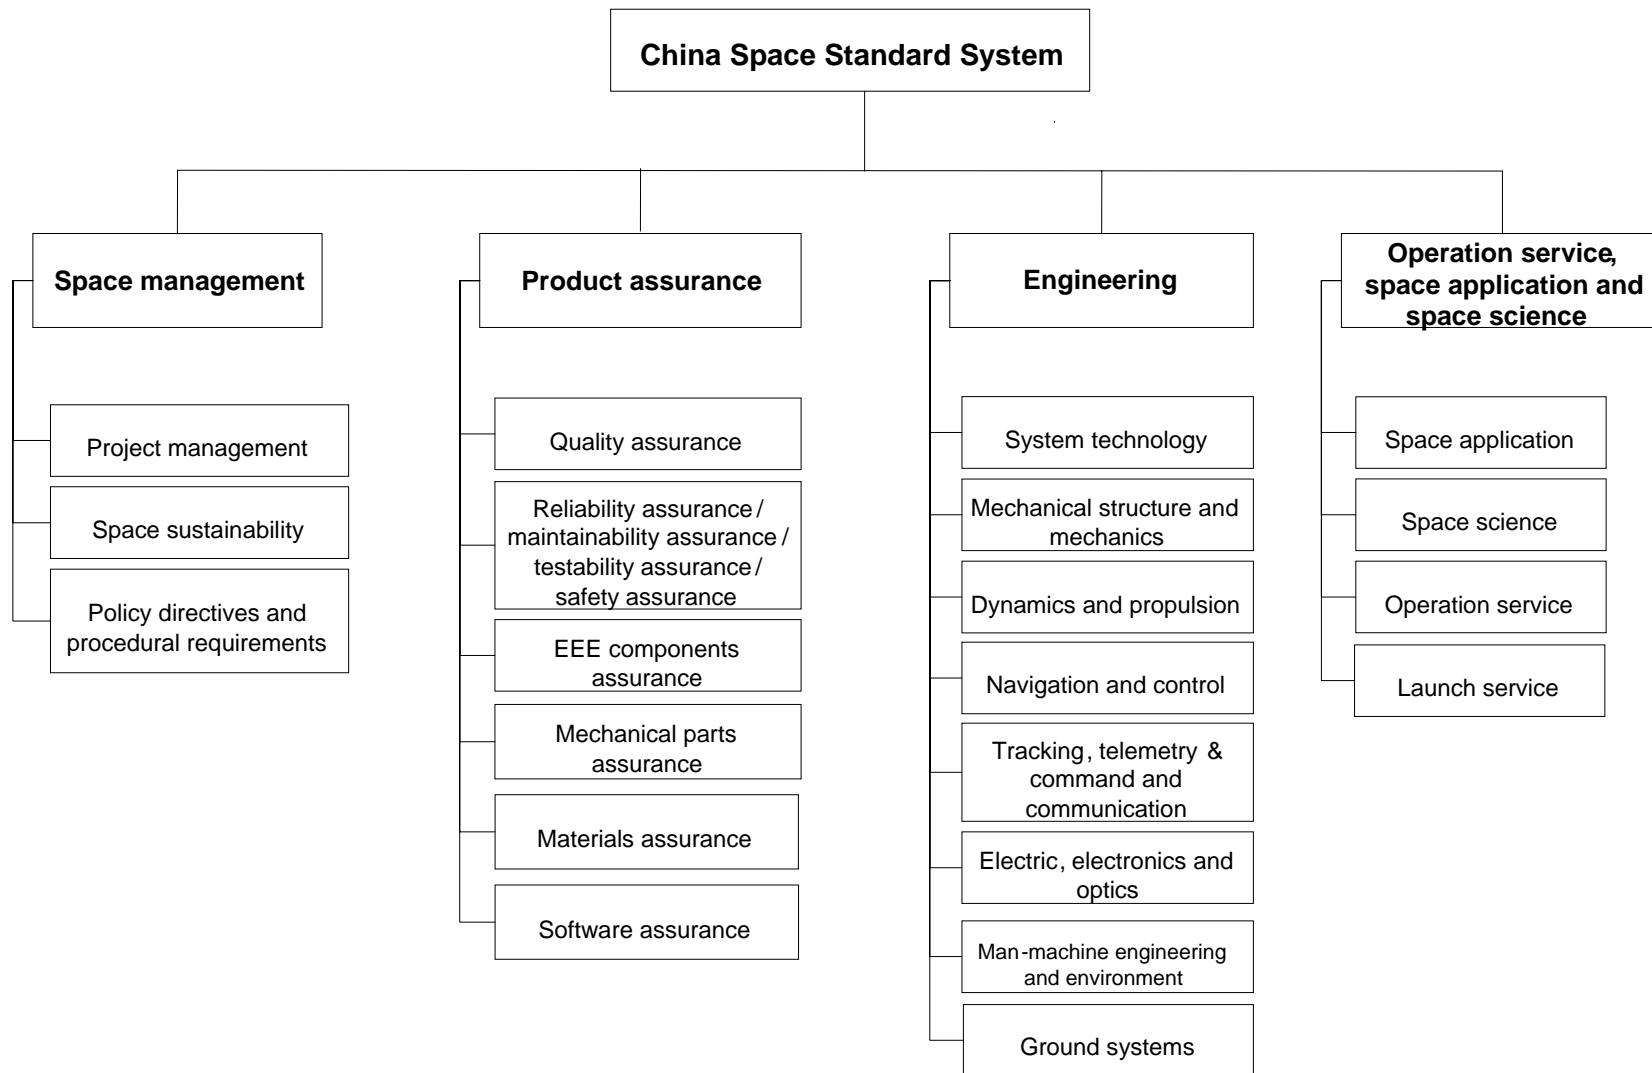 China Space Standard System
Space management
Project management
Space sustainability
Policy directives and
procedural requirements
Product assurance
Quality assurance
Reliability assurance /
maintainability assurance /
testability assurance /
safety assurance
EEE components
assurance
Mechanical parts
assurance
Materials assurance
Software assurance
Engineering
System technology
Mechanical structure and
mechanics
Dynamics and propulsion
Navigation and control
Tracking, telemetry &
command and
communication
Electric, electronics and
optics
Man-machine engineering
and environment
Ground systems
Operation service,
space application and
space science
Space application
Space science
Operation service
Launch service